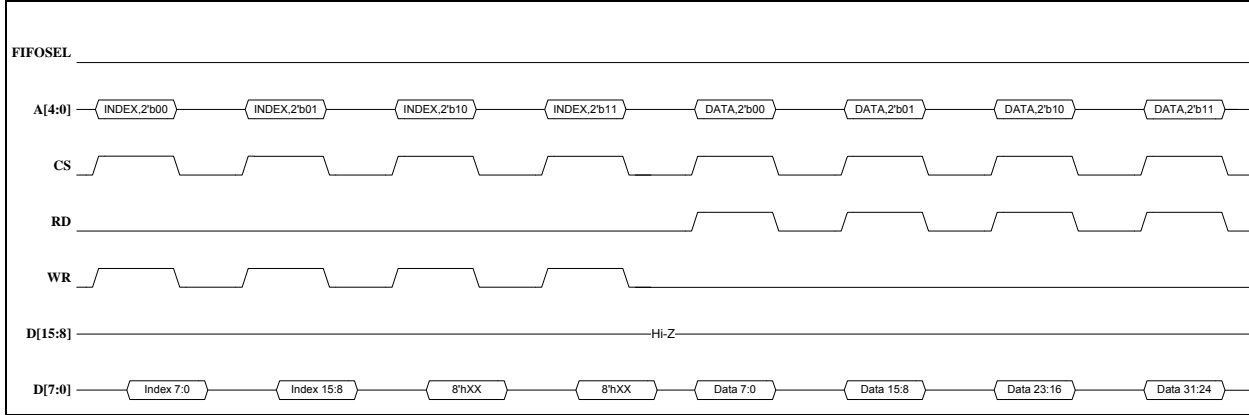 FIFOSEL
A[4:0] INDEX,2'b00 INDEX,2'b01 INDEX,2'b10 INDEX,2'b11 DATA,2'b00 DATA,2'b01 DATA,2'b10 DATA,2'b11
CS
RD
WR
D[15:8] Hi-Z
D[7:0] Index 7:0 Index 15:8 8'hXX 8'hXX Data 7:0 Data 15:8 Data 23:16 Data 31:24